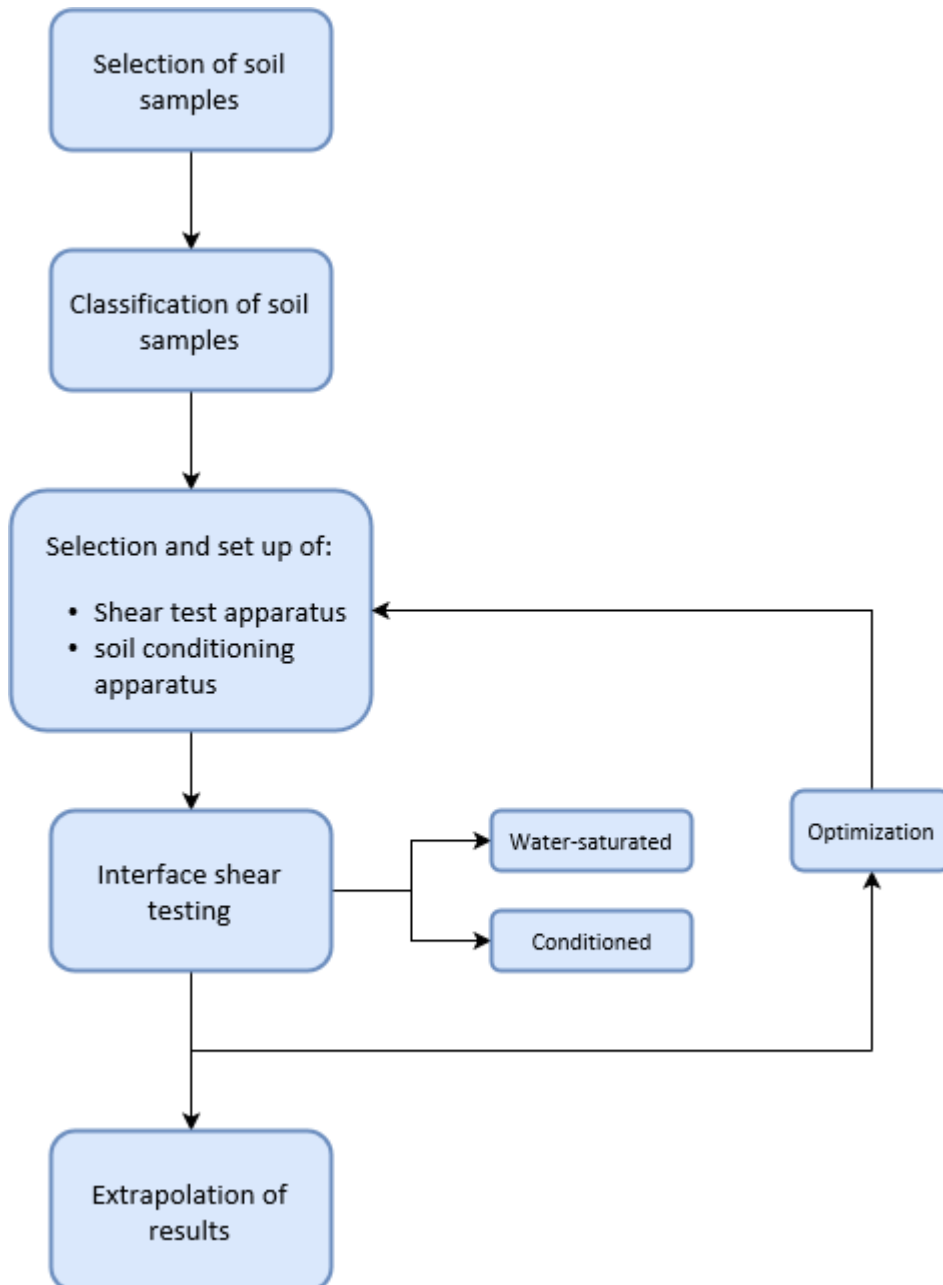 Selection of soil
samples
Classification of soil
samples
Selection and set up of:
• Shear test apparatus
• soil conditioning
apparatus
Interface shear
testing
Water-saturated
Conditioned
Optimization
Extrapolation of
results